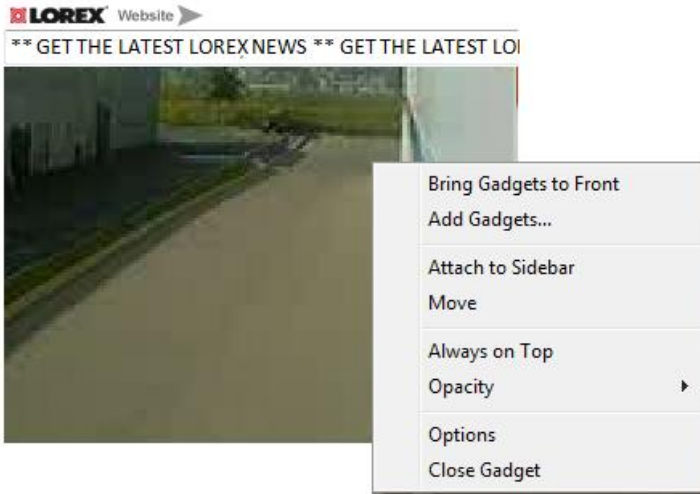 LOREX Website
** GET THE LATEST LOREX NEWS ** GET THE LATEST LO
Bring Gadgets to Front
Add Gadgets...
Attach to Sidebar
Move
Always on Top
Opacity
Options
Close Gadget